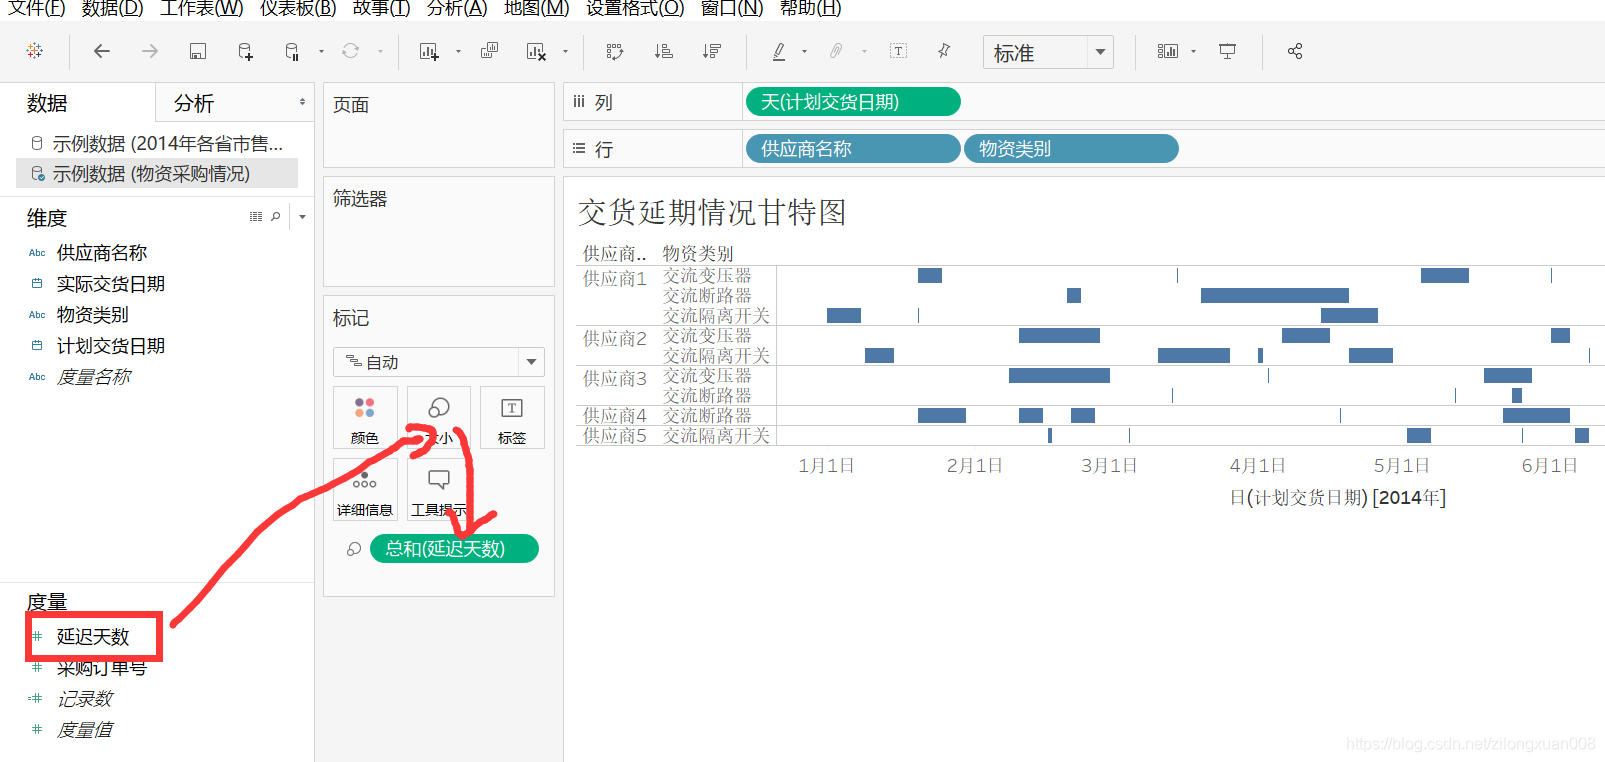 文件(F) 数据(D) 工作表(W) 仪表板(B) 故事(T) 分析(A) 地图(M) 设置格式(O) 窗口(N) 帮助(H)
标准
数据 分析
示例数据 (2014年各省市售...
示例数据 (物资采购情况)
维度
Abc 供应商名称
实际交货日期
Abc 物资类别
计划交货日期
Abc 度量名称
度量
# 延迟天数
# 采购订单号
=# 记录数
# 度量值
页面
筛选器
标记
自动
颜色 大小 标签
详细信息 工具提示
总和(延迟天数)
列 天(计划交货日期)
行 供应商名称 物资类别
交货延期情况甘特图
供应商.. 物资类别
供应商1 交流变压器
交流断路器
交流隔离开关
供应商2 交流变压器
交流隔离开关
供应商3 交流变压器
交流断路器
供应商4 交流断路器
供应商5 交流隔离开关
1月1日 2月1日 3月1日 4月1日 5月1日 6月1日
日(计划交货日期) [2014年]
https://blog.csdn.net/zilongxuan008